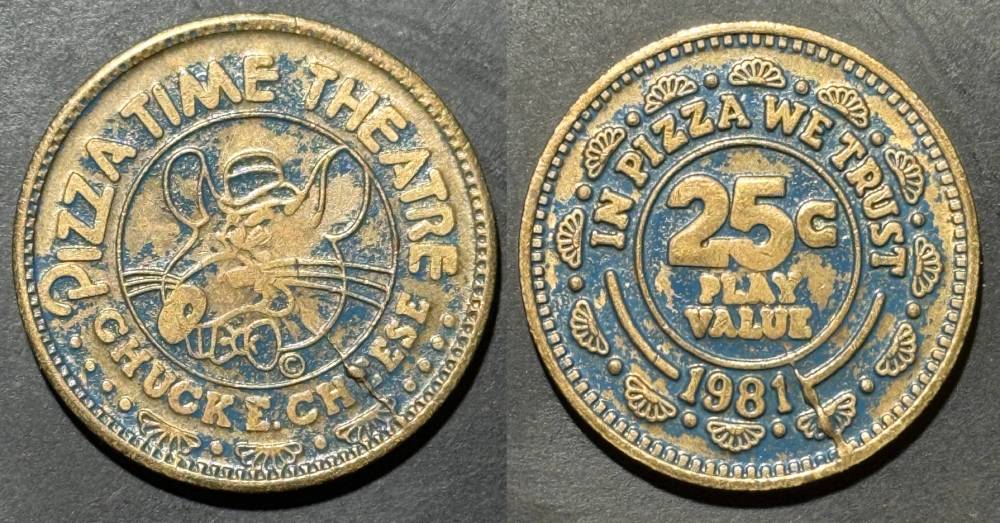 PIZZA TIME THEATRE
©
CHUCK E. CHEESE
IN PIZZA WE TRUST
25¢
PLAY
VALUE
1981